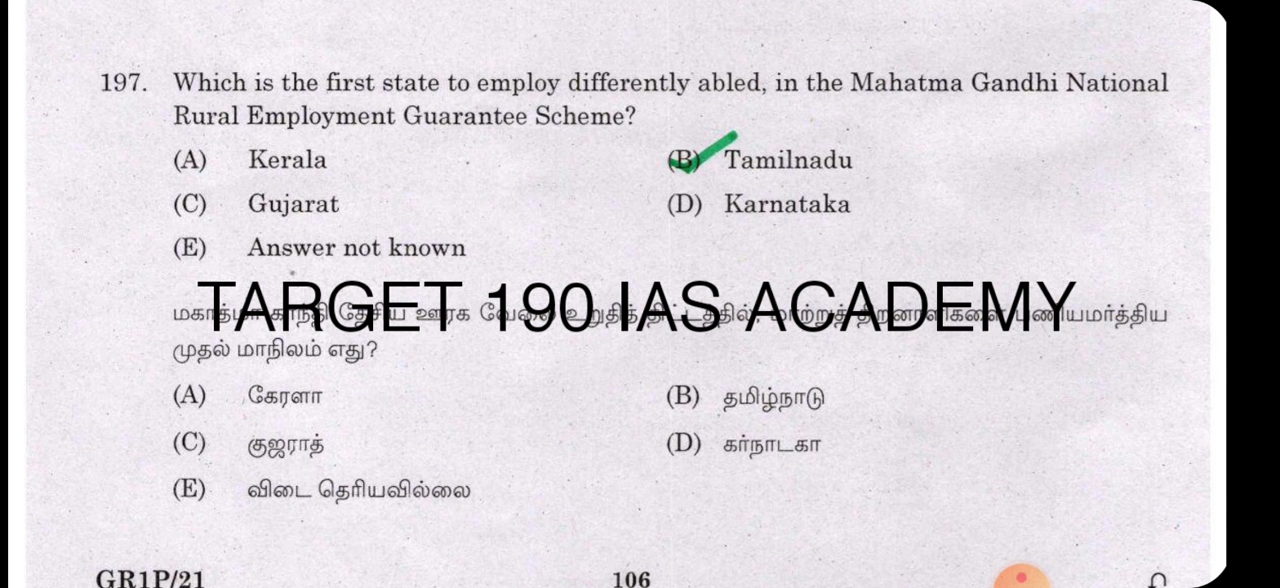 197. Which is the first state to employ differently abled, in the Mahatma Gandhi National
Rural Employment Guarantee Scheme?
(A) Kerala (B) Tamilnadu
(C) Gujarat (D) Karnataka
(E) Answer not known
TARGET 190 IAS ACADEMY
மகாத்மா காந்தி தேசிய ஊரக வேலை உறுதித் திட்டத்தில், மாற்றுத் திறனாளிகளை பணியமர்த்திய
முதல் மாநிலம் எது?
(A) கேரளா (B) தமிழ்நாடு
(C) குஜராத் (D) கர்நாடகா
(E) விடை தெரியவில்லை
GR1P/21 106